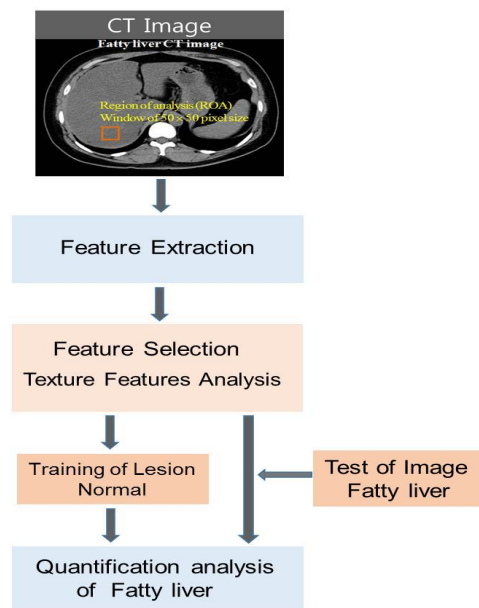 CT Image
Fatty liver CT image
Region of analysis (ROA)
Window of 50 × 50 pixel size
Feature Extraction
Feature Selection
Texture Features Analysis
Training of Lesion
Normal
Test of Image
Fatty liver
Quantification analysis
of Fatty liver